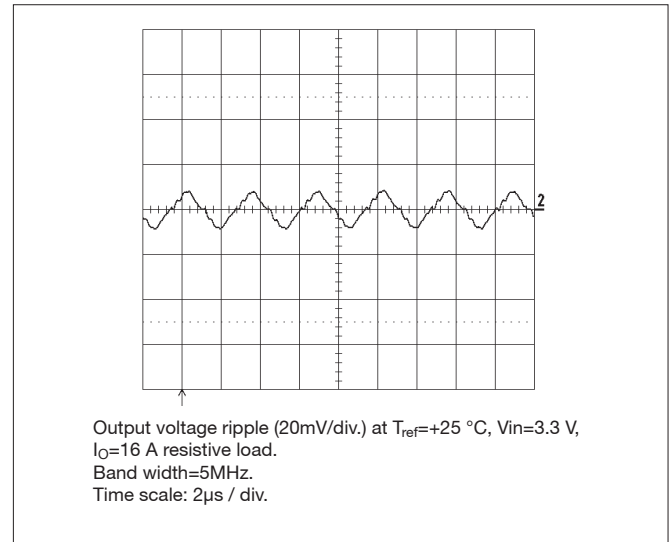 2
Output voltage ripple (20mV/div.) at Tref=+25 °C, Vin=3.3 V,
IO=16 A resistive load.
Band width=5MHz.
Time scale: 2µs / div.